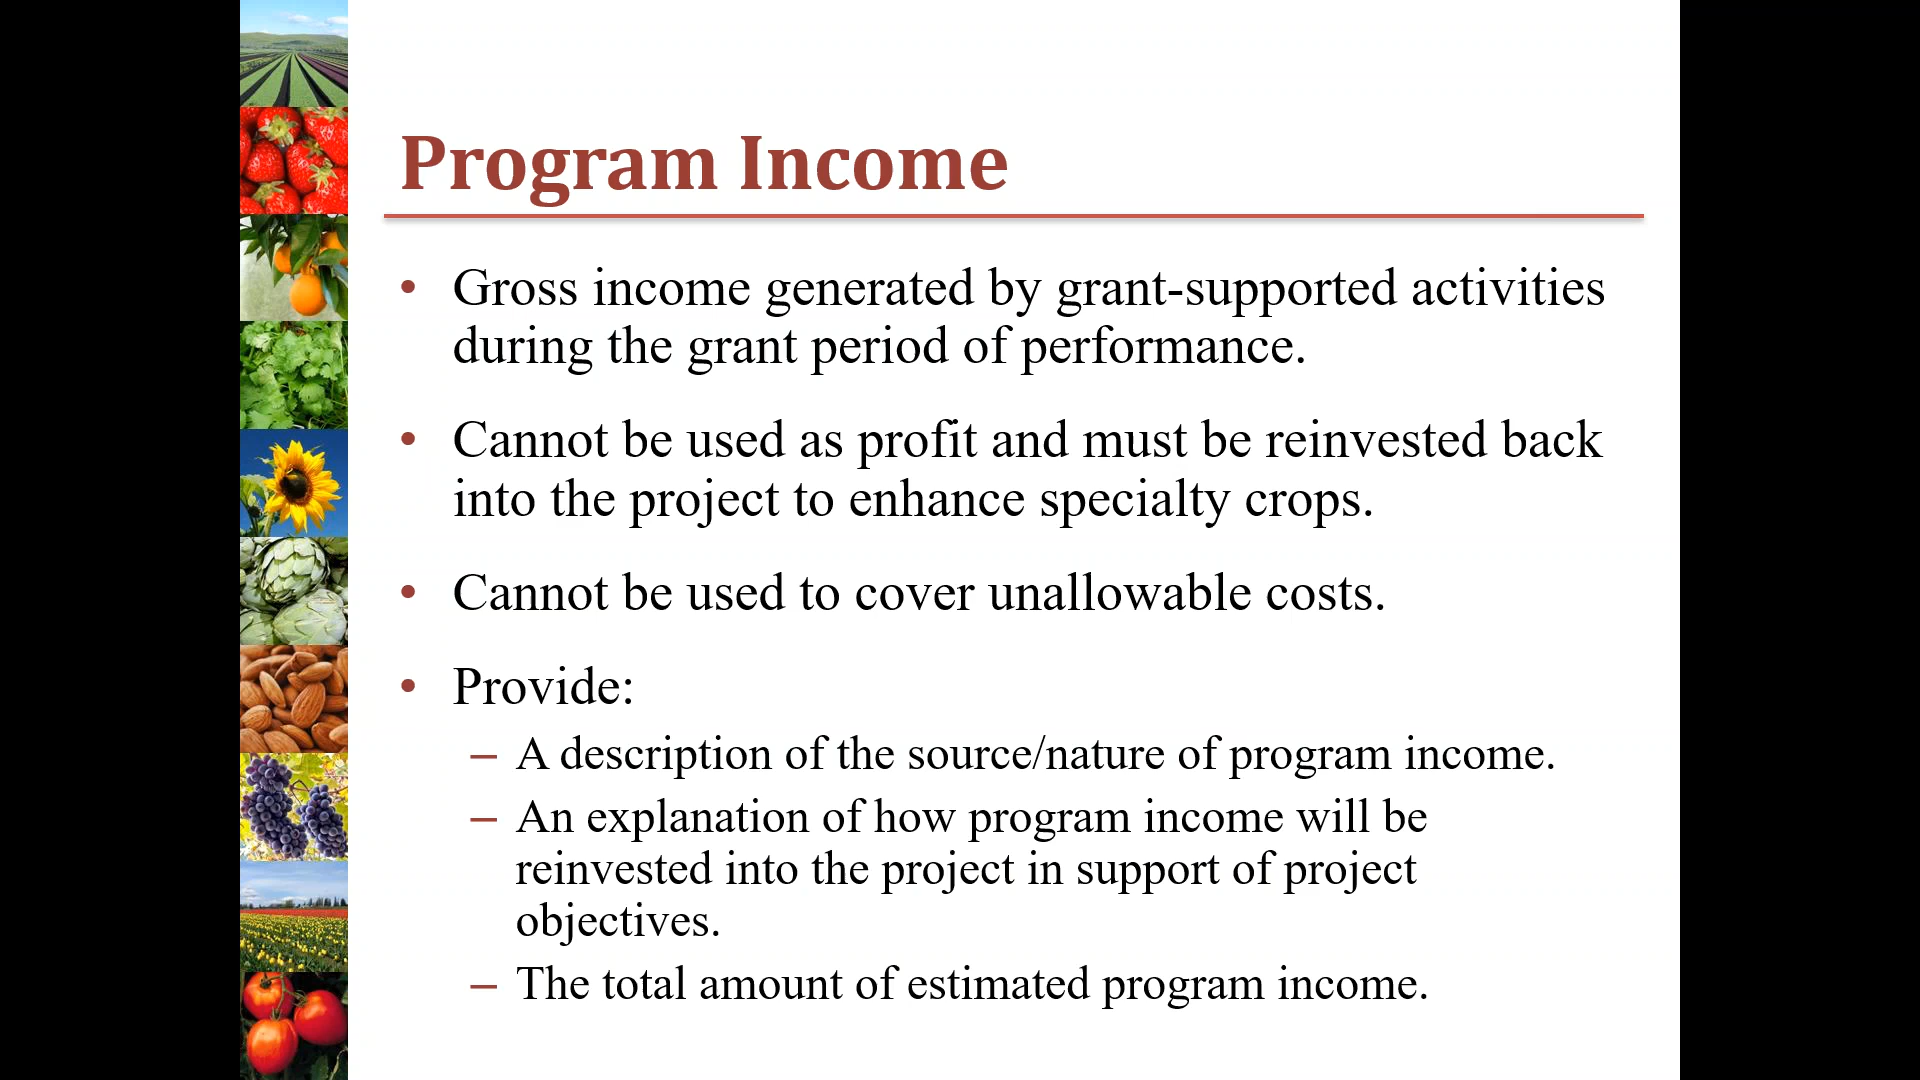 Program Income
• Gross income generated by grant-supported activities
during the grant period of performance.
• Cannot be used as profit and must be reinvested back
into the project to enhance specialty crops.
• Cannot be used to cover unallowable costs.
• Provide:
– A description of the source/nature of program income.
– An explanation of how program income will be
reinvested into the project in support of project
objectives.
– The total amount of estimated program income.